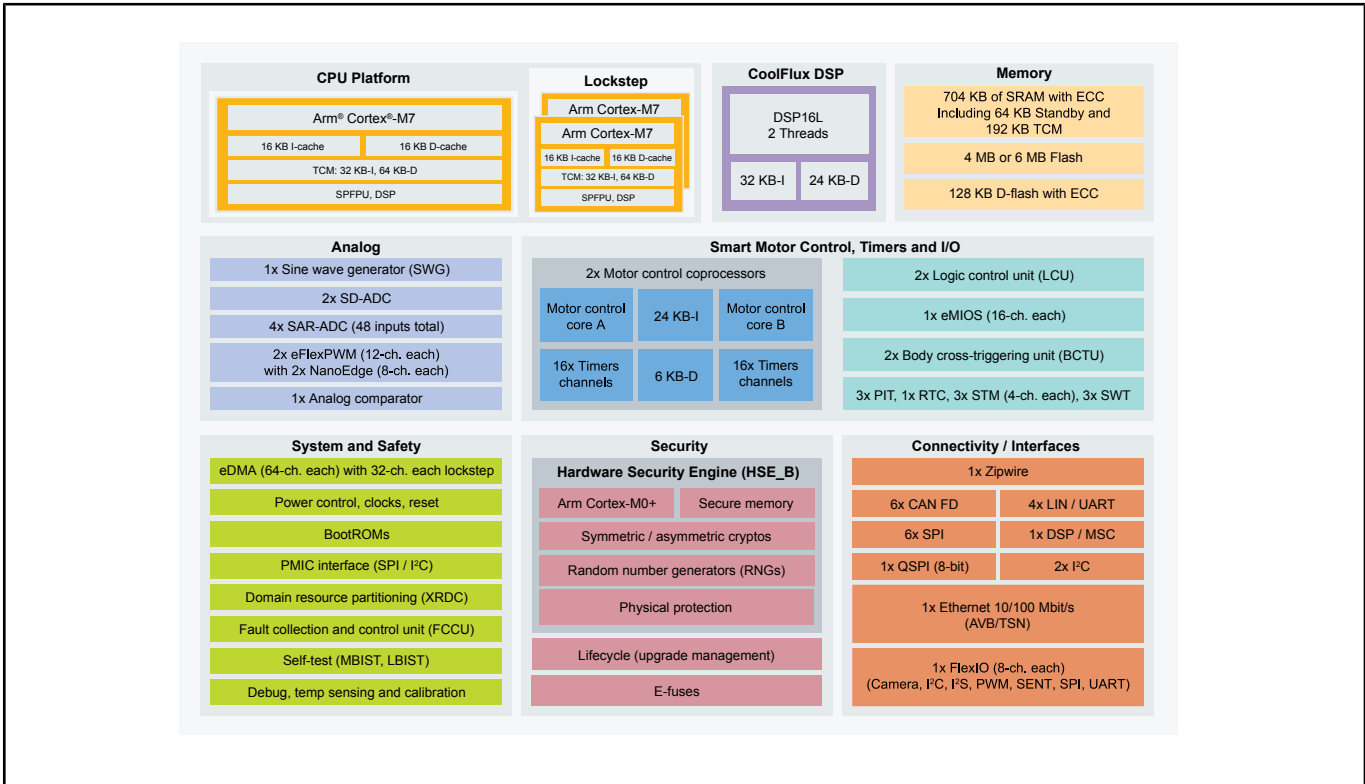 CPU Platform
Arm® Cortex®-M7
16 KB I-cache
16 KB D-cache
TCM: 32 KB-I, 64 KB-D
SPFPU, DSP
Lockstep
Arm Cortex-M7
Arm Cortex-M7
16 KB I-cache
16 KB D-cache
TCM: 32 KB-I, 64 KB-D
SPFPU, DSP
CoolFlux DSP
DSP16L
2 Threads
32 KB-I
24 KB-D
Memory
704 KB of SRAM with ECC
Including 64 KB Standby and
192 KB TCM
4 MB or 6 MB Flash
128 KB D-flash with ECC
Analog
1x Sine wave generator (SWG)
2x SD-ADC
4x SAR-ADC (48 inputs total)
2x eFlexPWM (12-ch. each)
with 2x NanoEdge (8-ch. each)
1x Analog comparator
Smart Motor Control, Timers and I/O
2x Motor control coprocessors
Motor control
core A
24 KB-I
Motor control
core B
16x Timers
channels
6 KB-D
16x Timers
channels
2x Logic control unit (LCU)
1x eMIOS (16-ch. each)
2x Body cross-triggering unit (BCTU)
3x PIT, 1x RTC, 3x STM (4-ch. each), 3x SWT
System and Safety
eDMA (64-ch. each) with 32-ch. each lockstep
Power control, clocks, reset
BootROMs
PMIC interface (SPI / I²C)
Domain resource partitioning (XRDC)
Fault collection and control unit (FCCU)
Self-test (MBIST, LBIST)
Debug, temp sensing and calibration
Security
Hardware Security Engine (HSE_B)
Arm Cortex-M0+
Secure memory
Symmetric / asymmetric cryptos
Random number generators (RNGs)
Physical protection
Lifecycle (upgrade management)
E-fuses
Connectivity / Interfaces
1x Zipwire
6x CAN FD
4x LIN / UART
6x SPI
1x DSP / MSC
1x QSPI (8-bit)
2x I²C
1x Ethernet 10/100 Mbit/s
(AVB/TSN)
1x FlexIO (8-ch. each)
(Camera, I²C, I²S, PWM, SENT, SPI, UART)